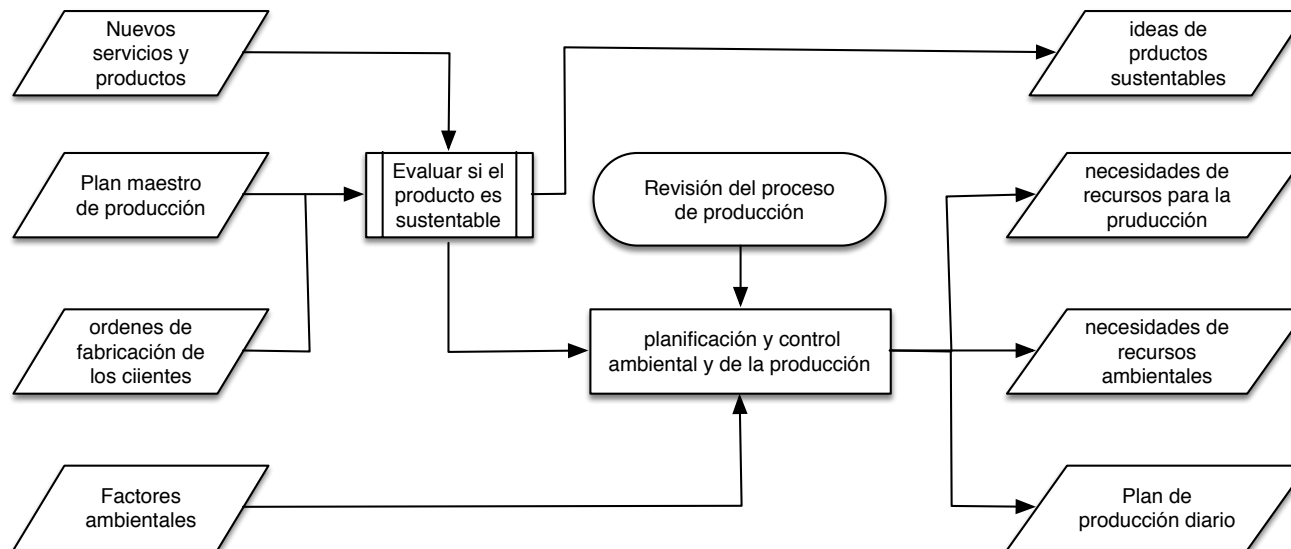 Nuevos
servicios y
productos
ideas de
prductos
sustentables
Plan maestro
de producción
Evaluar si el
producto es
sustentable
Revisión del proceso
de producción
necesidades de
recursos para la
pruducción
ordenes de
fabricación de
los ciientes
planificación y control
ambiental y de la producción
necesidades de
recursos
ambientales
Factores
ambientales
Plan de
producción diario